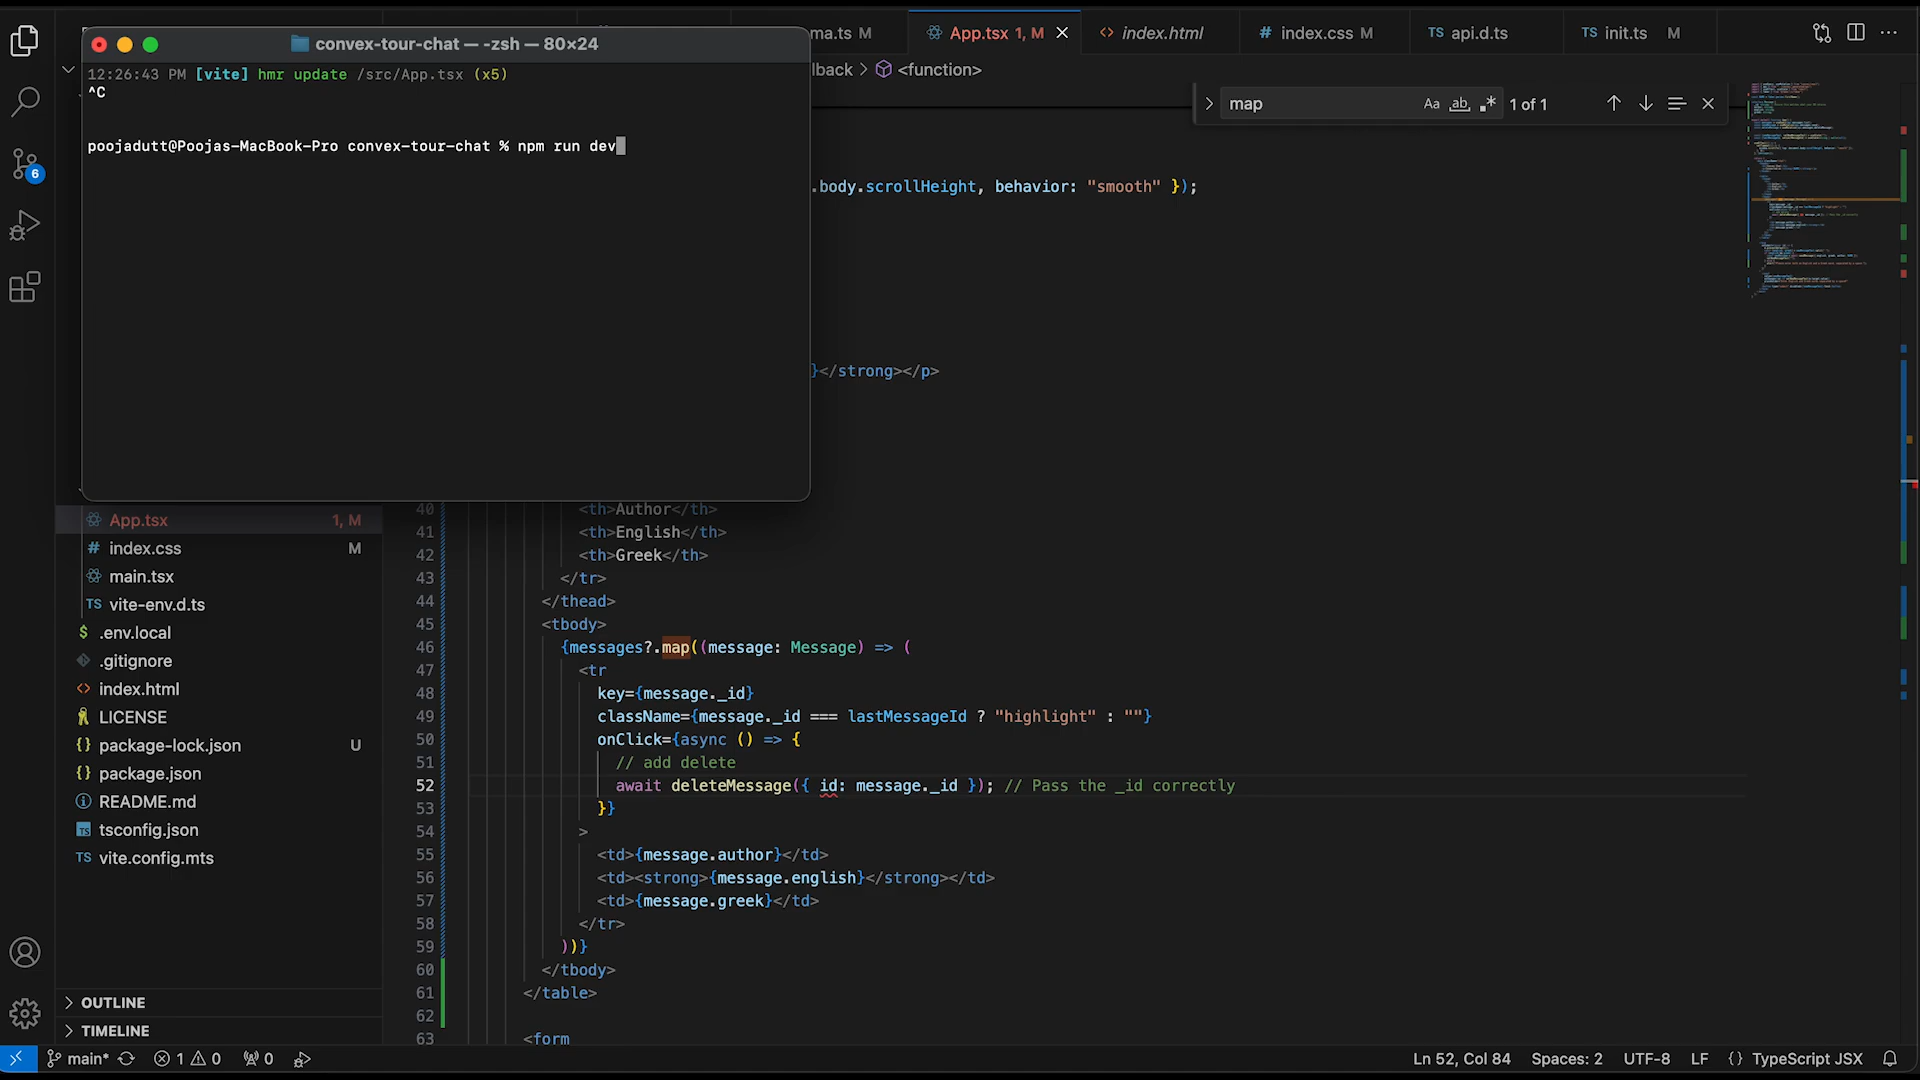 convex-tour-chat — -zsh — 80×24
12:26:43 PM [vite] hmr update /src/App.tsx (x5)
^C
poojadutt@Poojas-MacBook-Pro convex-tour-chat % npm run dev
ma.ts M
App.tsx 1, M
index.html
# index.css M
TS api.d.ts
TS init.ts M
lback > <function>
map
Aa ab .*
1 of 1
6
.body.scrollHeight, behavior: "smooth" });
}</strong></p>
App.tsx 1, M
# index.css M
main.tsx
TS vite-env.d.ts
$ .env.local
.gitignore
<> index.html
LICENSE
{} package-lock.json U
{} package.json
README.md
TS tsconfig.json
TS vite.config.mts
OUTLINE
TIMELINE
40 <th>Author</th>
41 <th>English</th>
42 <th>Greek</th>
43 </tr>
44 </thead>
45 <tbody>
46 {messages?.map((message: Message) => (
47 <tr
48 key={message._id}
49 className={message._id === lastMessageId ? "highlight" : ""}
50 onClick={async () => {
51 // add delete
52 await deleteMessage({ id: message._id }); // Pass the _id correctly
53 }}
54 >
55 <td>{message.author}</td>
56 <td><strong>{message.english}</strong></td>
57 <td>{message.greek}</td>
58 </tr>
59 ))}
60 </tbody>
61 </table>
62
63 <form
main* 1 0 0
Ln 52, Col 84 Spaces: 2 UTF-8 LF {} TypeScript JSX